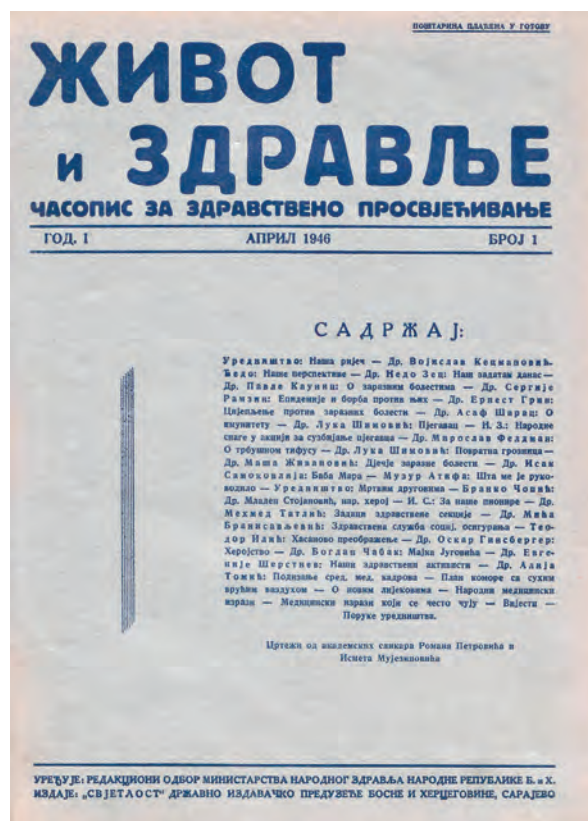 ПОШТАРИНА ПЛАЋЕНА У ГОТОВУ
ЖИВОТ
и ЗДРАВЉЕ
ЧАСОПИС ЗА ЗДРАВСТВЕНО ПРОСВЈЕЋИВАЊЕ
ГОД. I АПРИЛ 1946 БРОЈ 1
САДРЖАЈ:
Уредништво: Наша ријеч — Др. Војислав Кецмановић-
Ђедо: Наше перспективе — Др. Недо Зец: Наш задатак данас—
Др. Павле Кауниц: О заразним болестима — Др. Сергије
Рамзин: Епидемије и борба против њих — Др. Ернест Грин:
Цијепљење против заразних болести — Др. Асаф Шарац: О
имунитету — Др. Лука Шимовић: Пјегавац — И. З.: Народне
снаге у акцији за сузбијање пјегавца — Др. Мирослав Фелдман:
О трбушном тифусу — Др. Лука Шимовић: Повратна грозница—
Др. Маша Живановић: Дјечје заразне болести — Др. Исак
Самоковлија: Баба Мара — Музур Атифа: Шта ме је руко-
водило — Уредништво: Мртвим друговима — Бранко Ћопић:
Др. Младен Стојановић, нар. херој — И. С.: За наше пионире — Др.
Мехмед Татлић: Задаци здравствене секције — Др. Мића
Бранисављевић: Здравствена служба социј. осигурања — Тео-
дор Илић: Хасаново преображење — Др. Оскар Гинсбергер:
Херојство — Др. Богдан Чабак: Мајка Југовића — Др. Евге-
није Шерстнев: Наши здравствени активисти — Др. Алија
Томић: Подизање сред. мед. кадрова — План коморе са сухим
врућим ваздухом — О новим лијековима — Народни медицински
изрази — Медицински изрази који се често чују — Вијести —
Поруке уредништва.
Цртежи од академских сликара Романа Петровића и
Исмета Мујезиновића
УРЕЂУЈЕ: РЕДАКЦИОНИ ОДБОР МИНИСТАРСТВА НАРОДНОГ ЗДРАВЉА НАРОДНЕ РЕПУБЛИКЕ Б. и Х.
ИЗДАЈЕ: „СВЈЕТЛОСТ“ ДРЖАВНО ИЗДАВАЧКО ПРЕДУЗЕЋЕ БОСНЕ И ХЕРЦЕГОВИНЕ, САРАЈЕВО